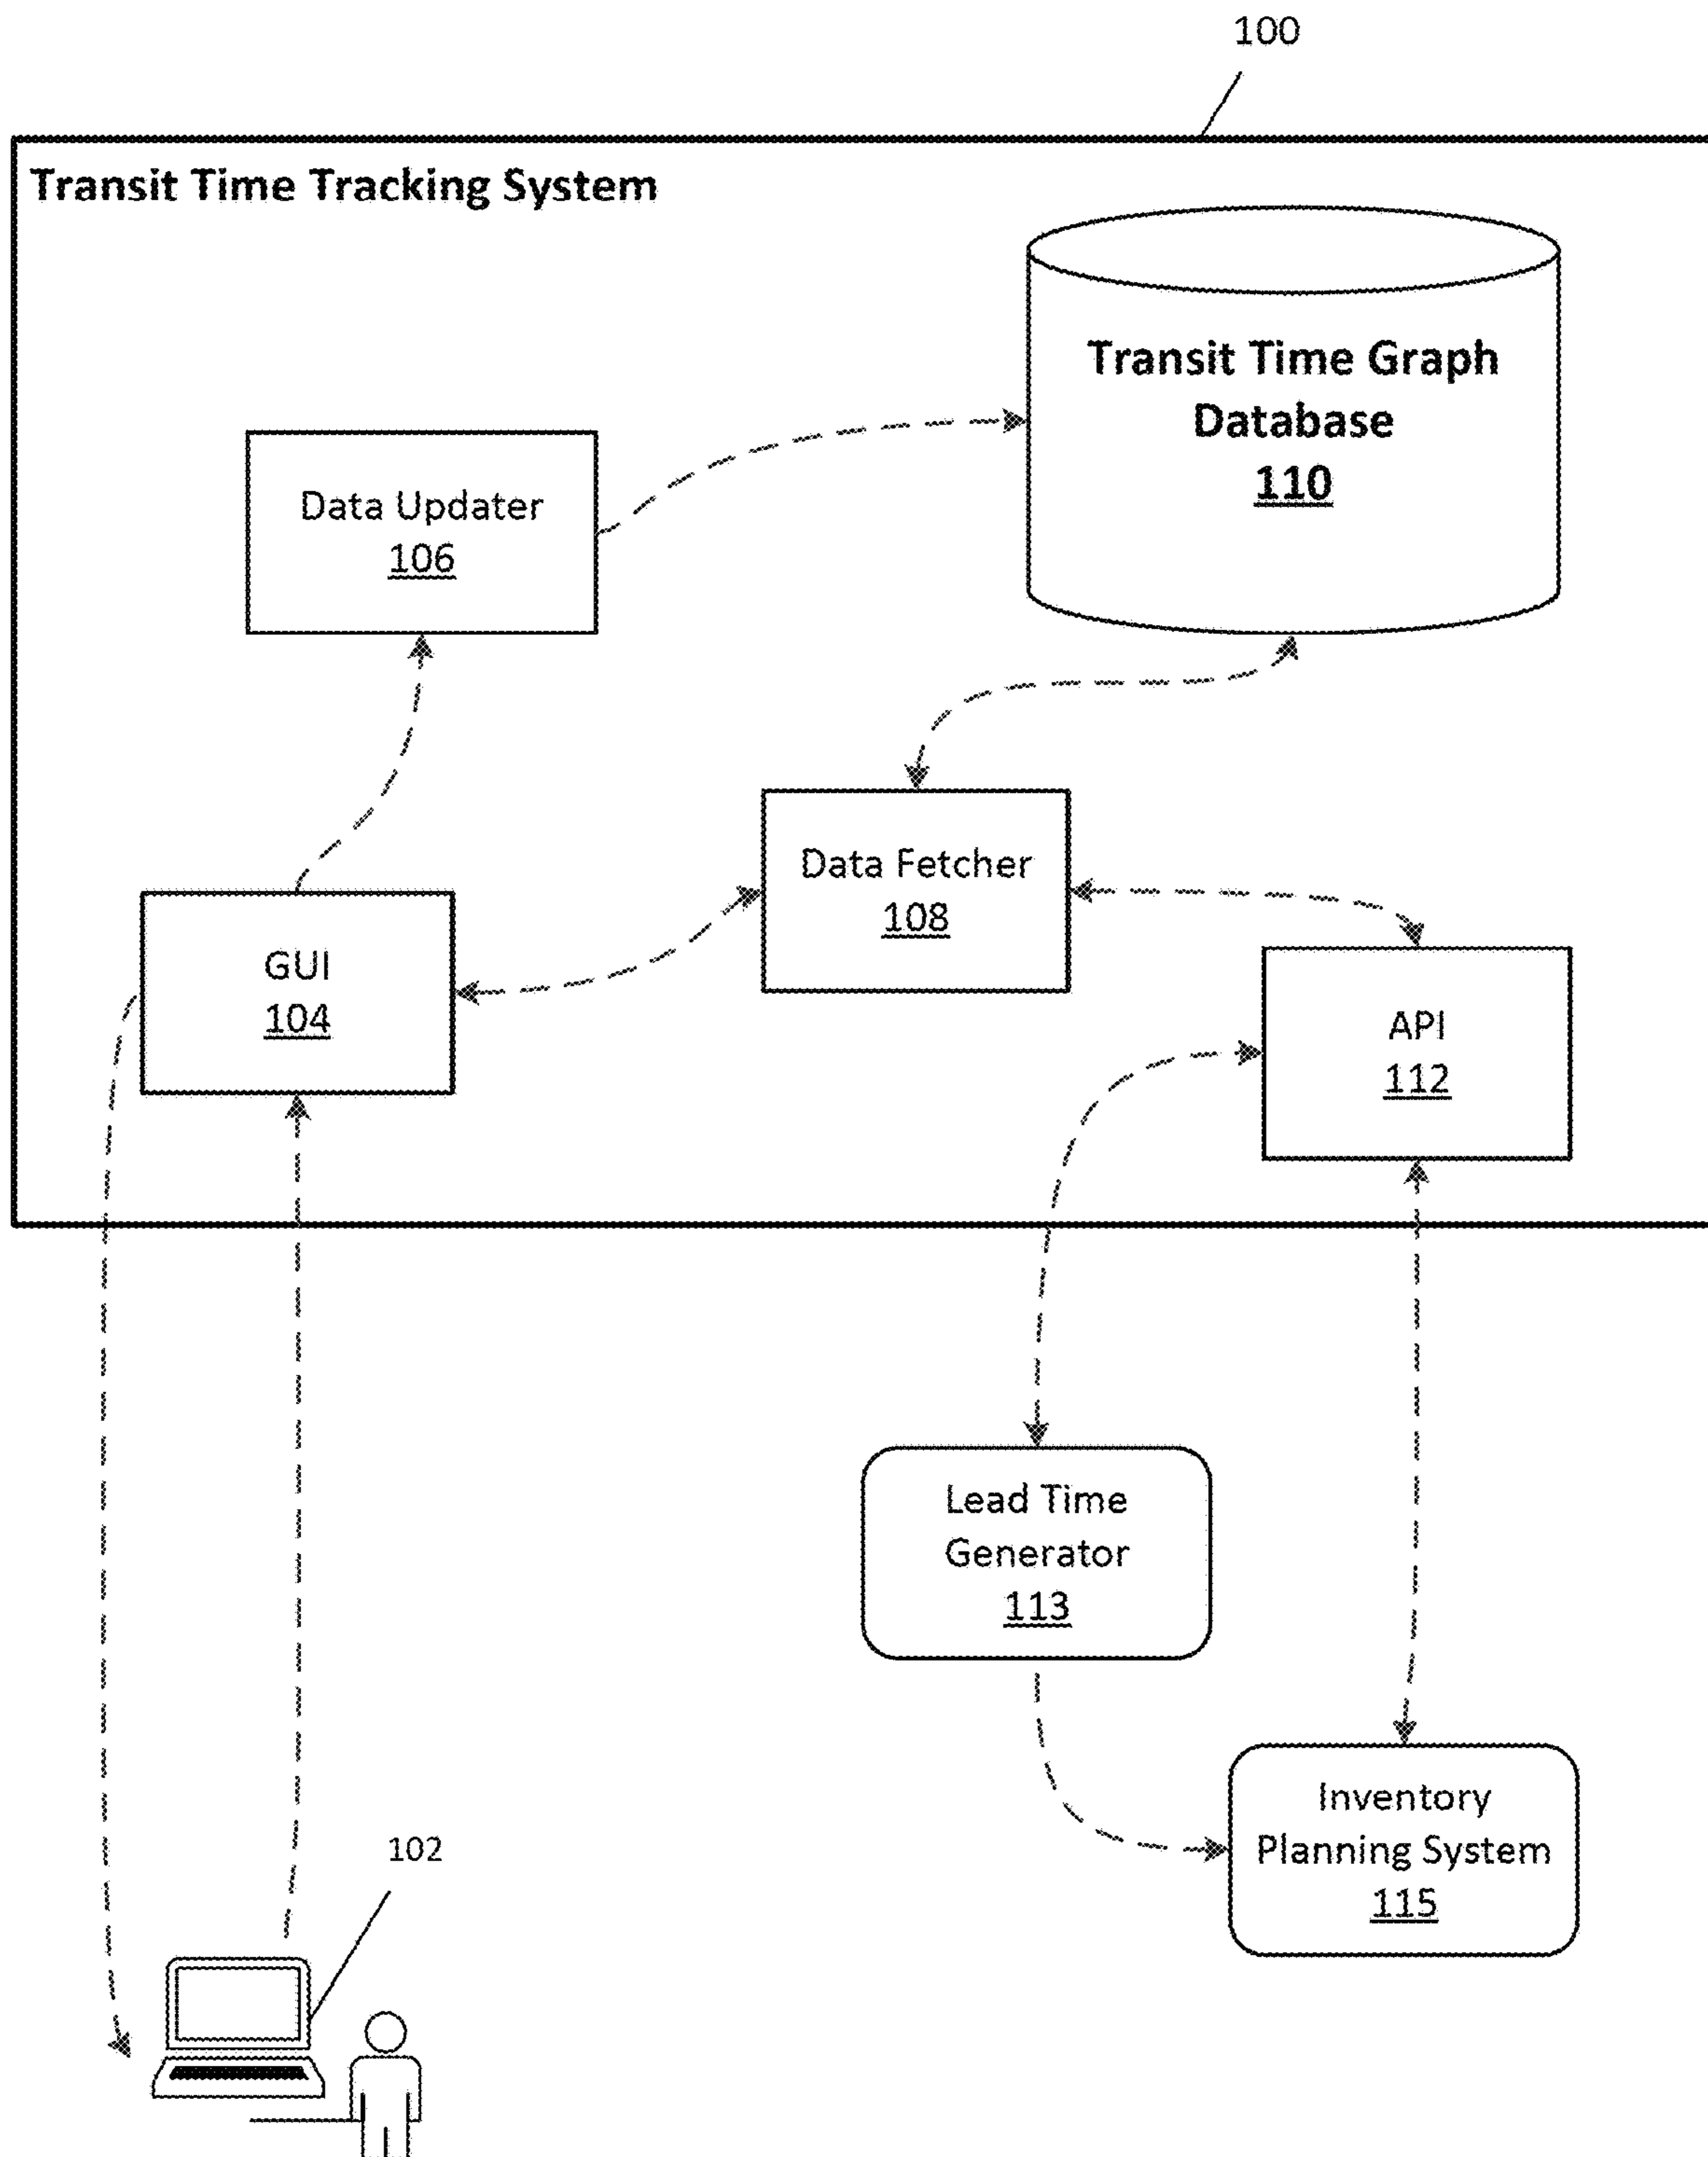 100
Transit Time Tracking System
Transit Time Graph
Database
110
Data Updater
106
Data Fetcher
108
GUI
104
API
112
Lead Time
Generator
113
Inventory
Planning System
115
102